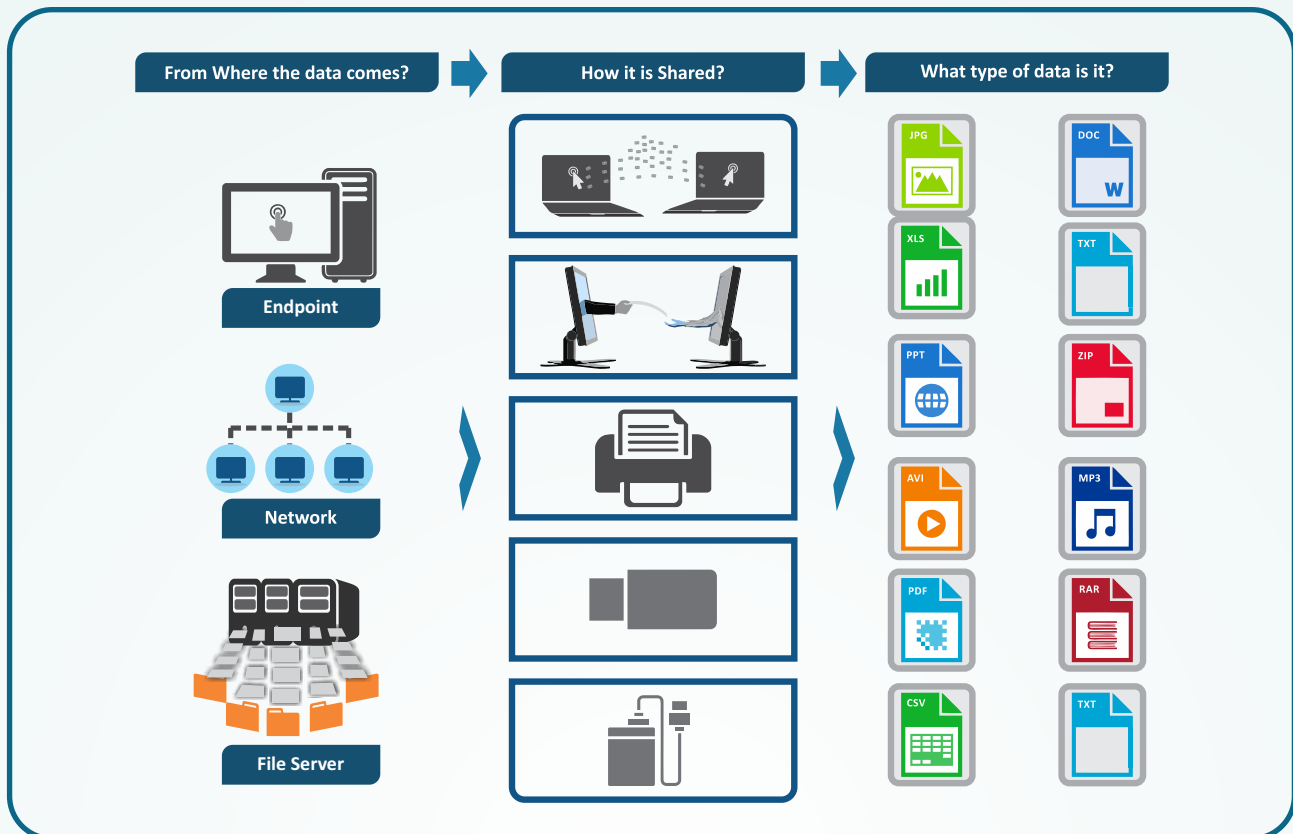 From Where the data comes?
How it is Shared?
What type of data is it?
Endpoint
Network
File Server
JPG
DOC
W
XLS
TXT
PPT
ZIP
AVI
MP3
PDF
RAR
CSV
TXT